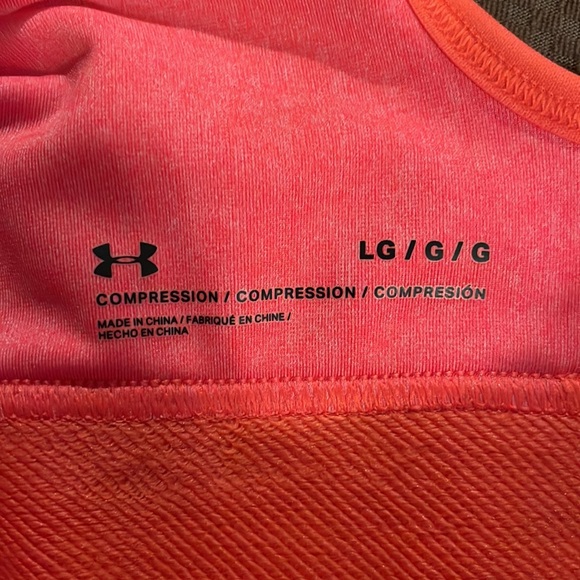 LG / G / G
COMPRESSION / COMPRESSION / COMPRESIÓN
MADE IN CHINA / FABRIQUÉ EN CHINE /
HECHO EN CHINA